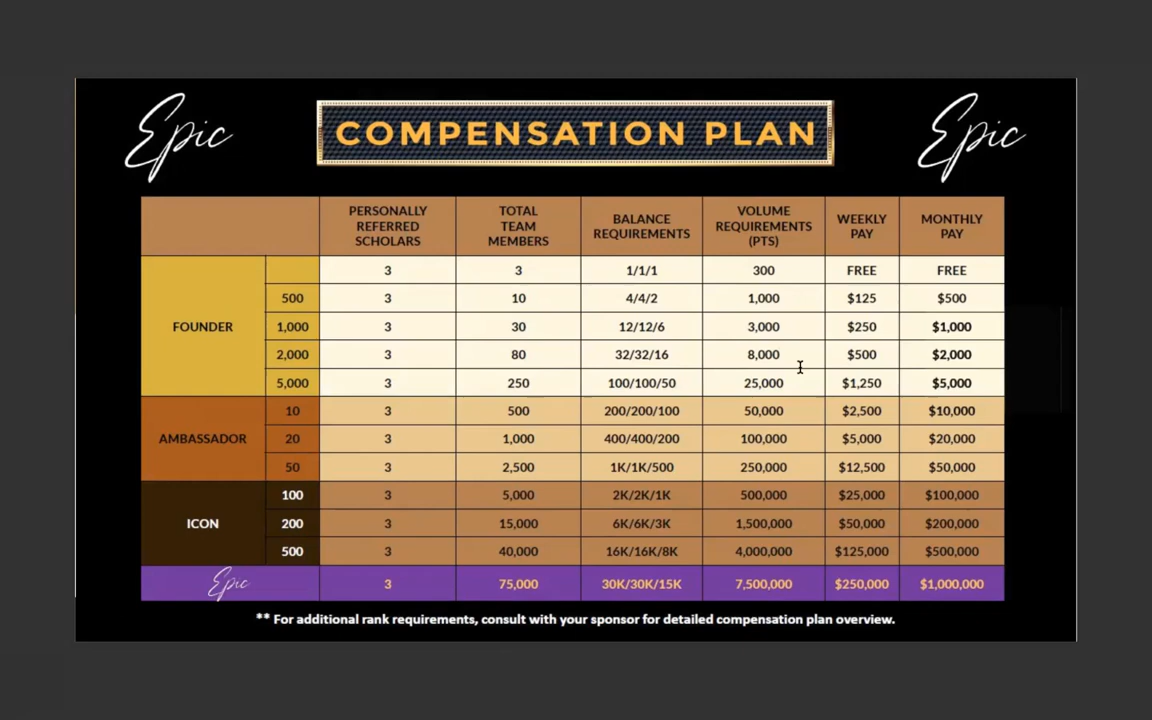 Epic
COMPENSATION PLAN
Epic
PERSONALLY REFERRED SCHOLARS TOTAL TEAM MEMBERS BALANCE REQUIREMENTS VOLUME REQUIREMENTS (PTS) WEEKLY PAY MONTHLY PAY
FOUNDER
3 3 1/1/1 300 FREE FREE
500 3 10 4/4/2 1,000 $125 $500
1,000 3 30 12/12/6 3,000 $250 $1,000
2,000 3 80 32/32/16 8,000 $500 $2,000
5,000 3 250 100/100/50 25,000 $1,250 $5,000
AMBASSADOR
10 3 500 200/200/100 50,000 $2,500 $10,000
20 3 1,000 400/400/200 100,000 $5,000 $20,000
50 3 2,500 1K/1K/500 250,000 $12,500 $50,000
ICON
100 3 5,000 2K/2K/1K 500,000 $25,000 $100,000
200 3 15,000 6K/6K/3K 1,500,000 $50,000 $200,000
500 3 40,000 16K/16K/8K 4,000,000 $125,000 $500,000
Epic 3 75,000 30K/30K/15K 7,500,000 $250,000 $1,000,000
** For additional rank requirements, consult with your sponsor for detailed compensation plan overview.